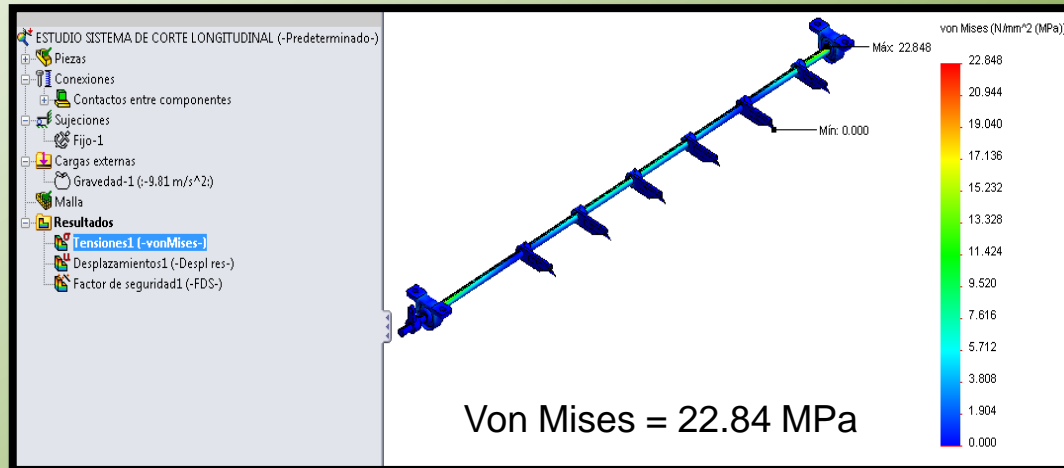 ESTUDIO SISTEMA DE CORTE LONGITUDINAL (-Predeterminado-)
Piezas
Conexiones
Contactos entre componentes
Sujeciones
Fijo-1
Cargas externas
Gravedad-1 (:-9.81 m/s^2:)
Malla
Resultados
Tensiones1 (-vonMises-)
Desplazamientos1 (-Despl res-)
Factor de seguridad1 (-FDS-)
Máx: 22.848
Mín: 0.000
Von Mises = 22.84 MPa
von Mises (N/mm^2 (MPa))
22.848
20.944
19.040
17.136
15.232
13.328
11.424
9.520
7.616
5.712
3.808
1.904
0.000